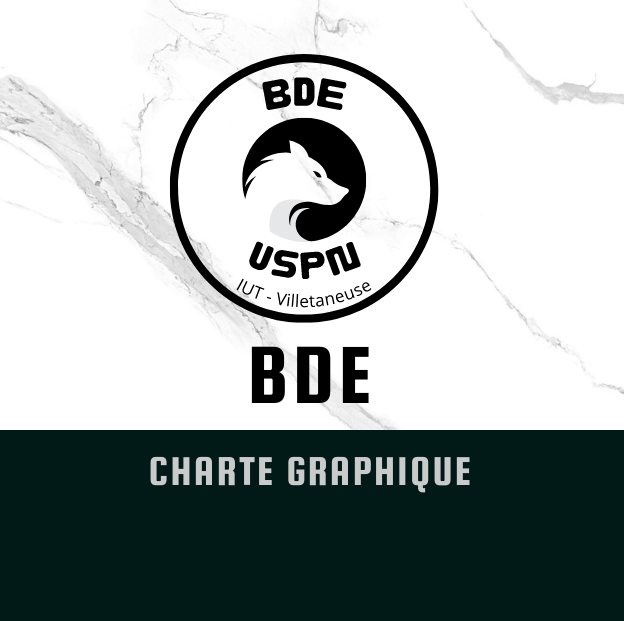 BDE
USPN
IUT - Villetaneuse
BDE
CHARTE GRAPHIQUE